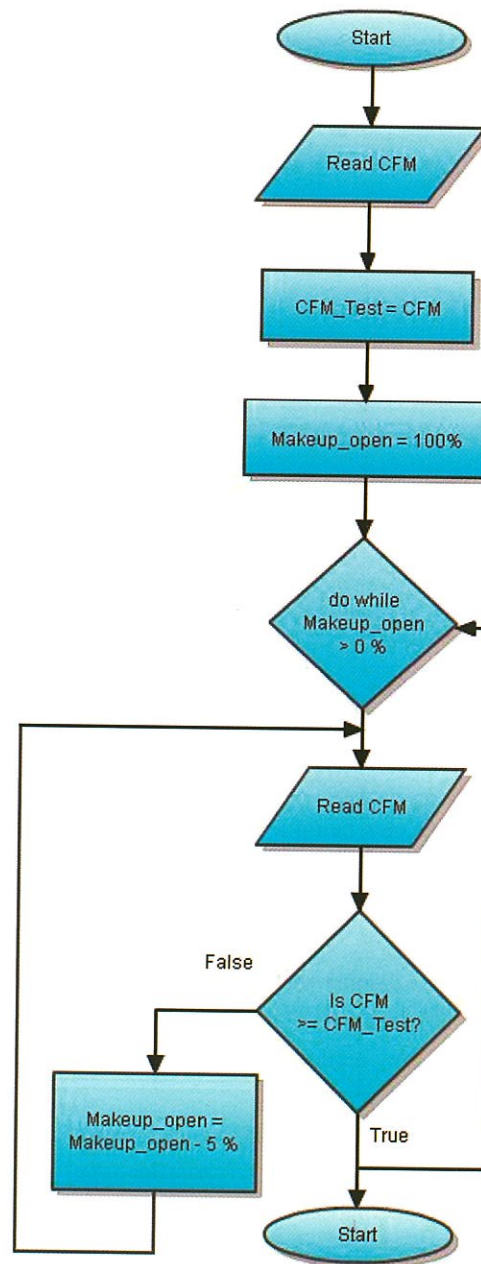 Start
Read CFM
CFM_Test = CFM
Makeup_open = 100%
do while
Makeup_open
> 0 %
Read CFM
False
Is CFM
>= CFM_Test?
Makeup_open =
Makeup_open - 5 %
True
Start